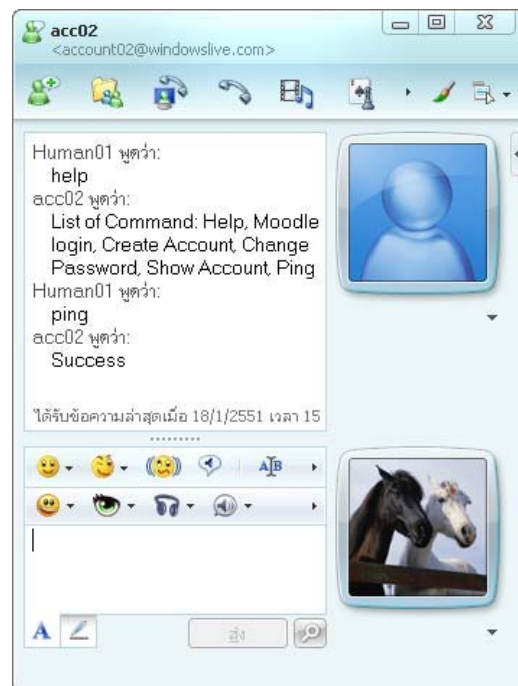 acc02
<account02@windowslive.com>
Human01 พูดว่า:
help
acc02 พูดว่า:
List of Command: Help, Moodle
login, Create Account, Change
Password, Show Account, Ping
Human01 พูดว่า:
ping
acc02 พูดว่า:
Success
ได้รับข้อความล่าสุดเมื่อ 18/1/2551 เวลา 15
AB
A
ส่ง